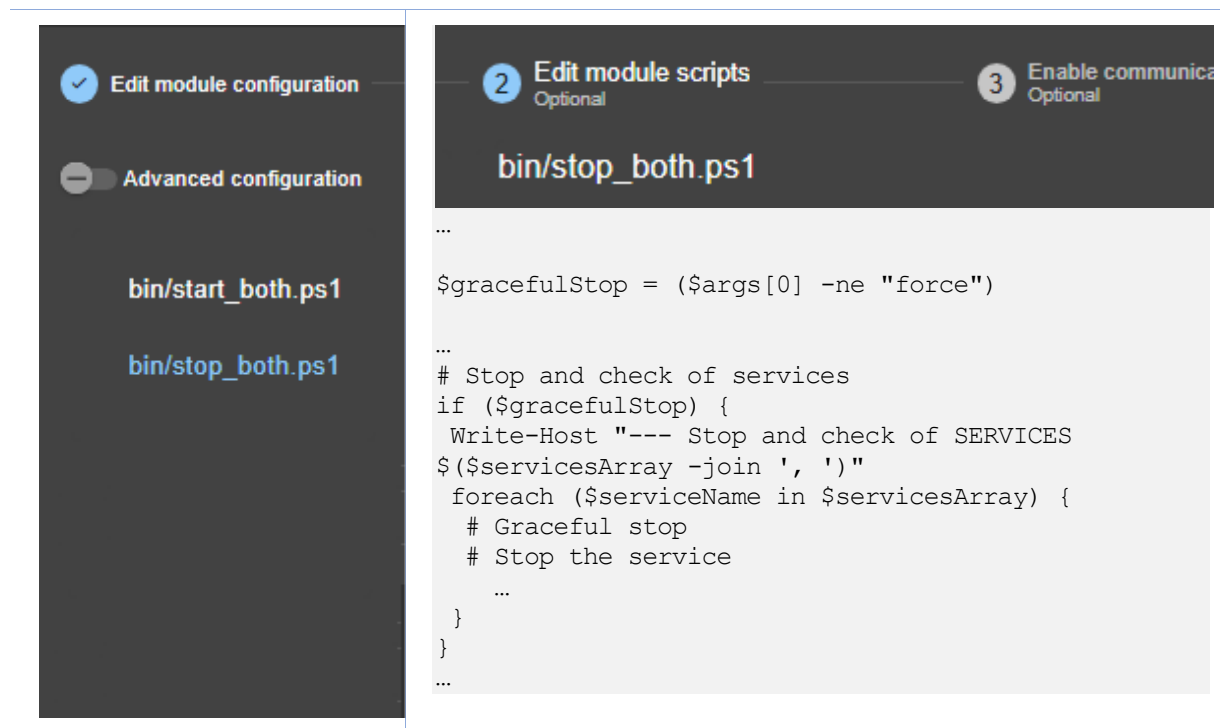 Edit module configuration
Advanced configuration
bin/start_both.ps1
bin/stop_both.ps1
2
Edit module scripts
Optional
3
Enable communica
Optional
bin/stop_both.ps1
…
$gracefulStop = ($args[0] -ne "force")
…
# Stop and check of services
if ($gracefulStop) {
Write-Host "--- Stop and check of SERVICES
$($servicesArray -join ', ')"
foreach ($serviceName in $servicesArray) {
# Graceful stop
# Stop the service
…
}
}
…